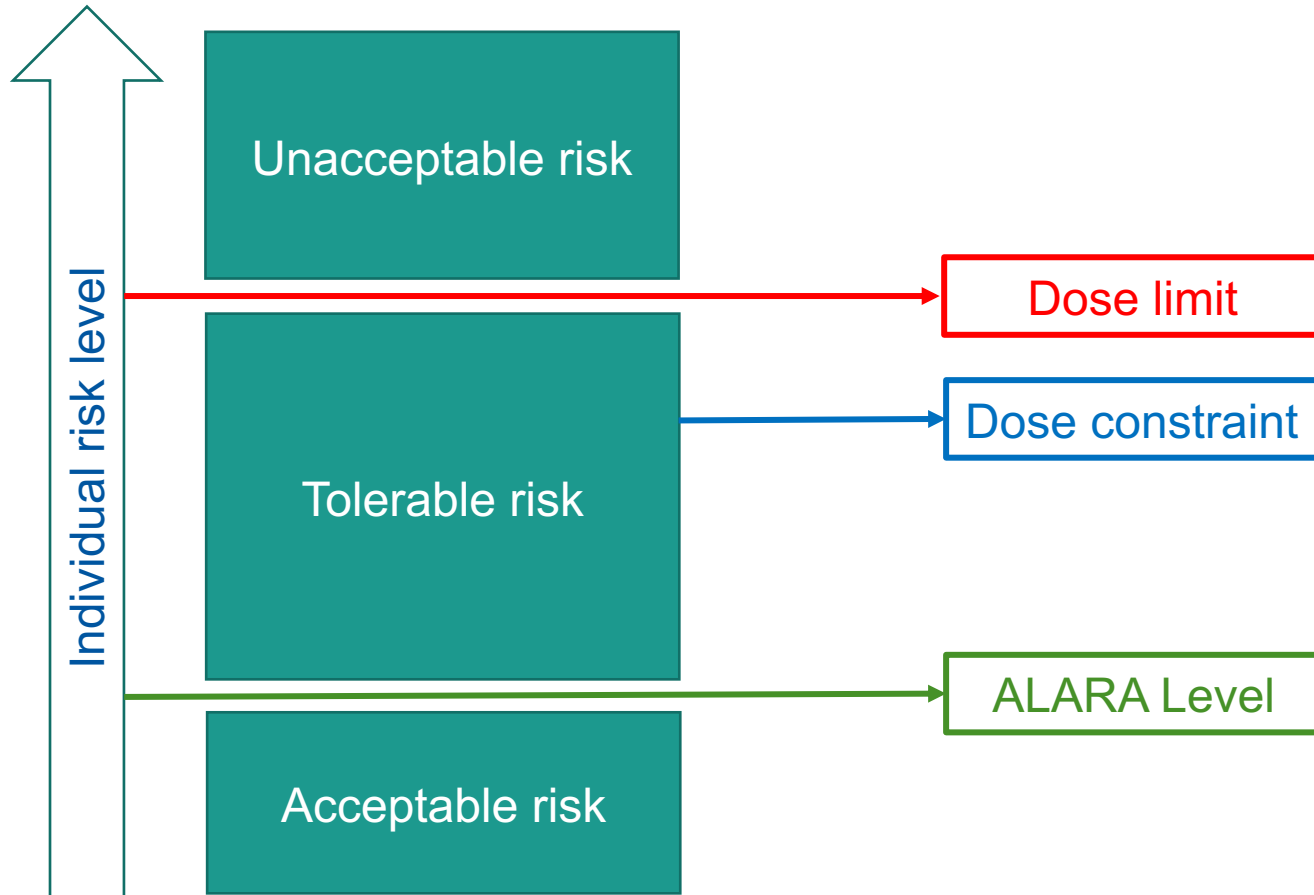 Individual risk level
Unacceptable risk
Dose limit
Dose constraint
Tolerable risk
ALARA Level
Acceptable risk